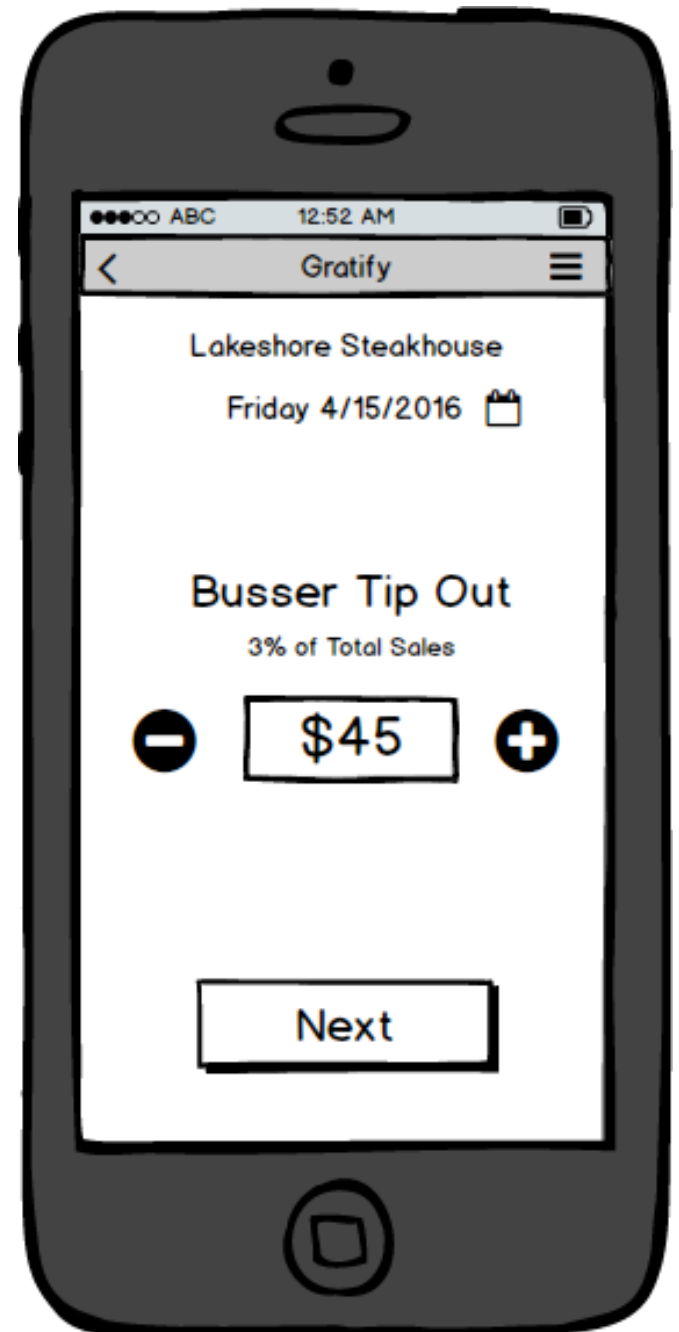 ABC 12:52 AM
Gratify
Lakeshore Steakhouse
Friday 4/15/2016
Busser Tip Out
3% of Total Sales
$45
Next